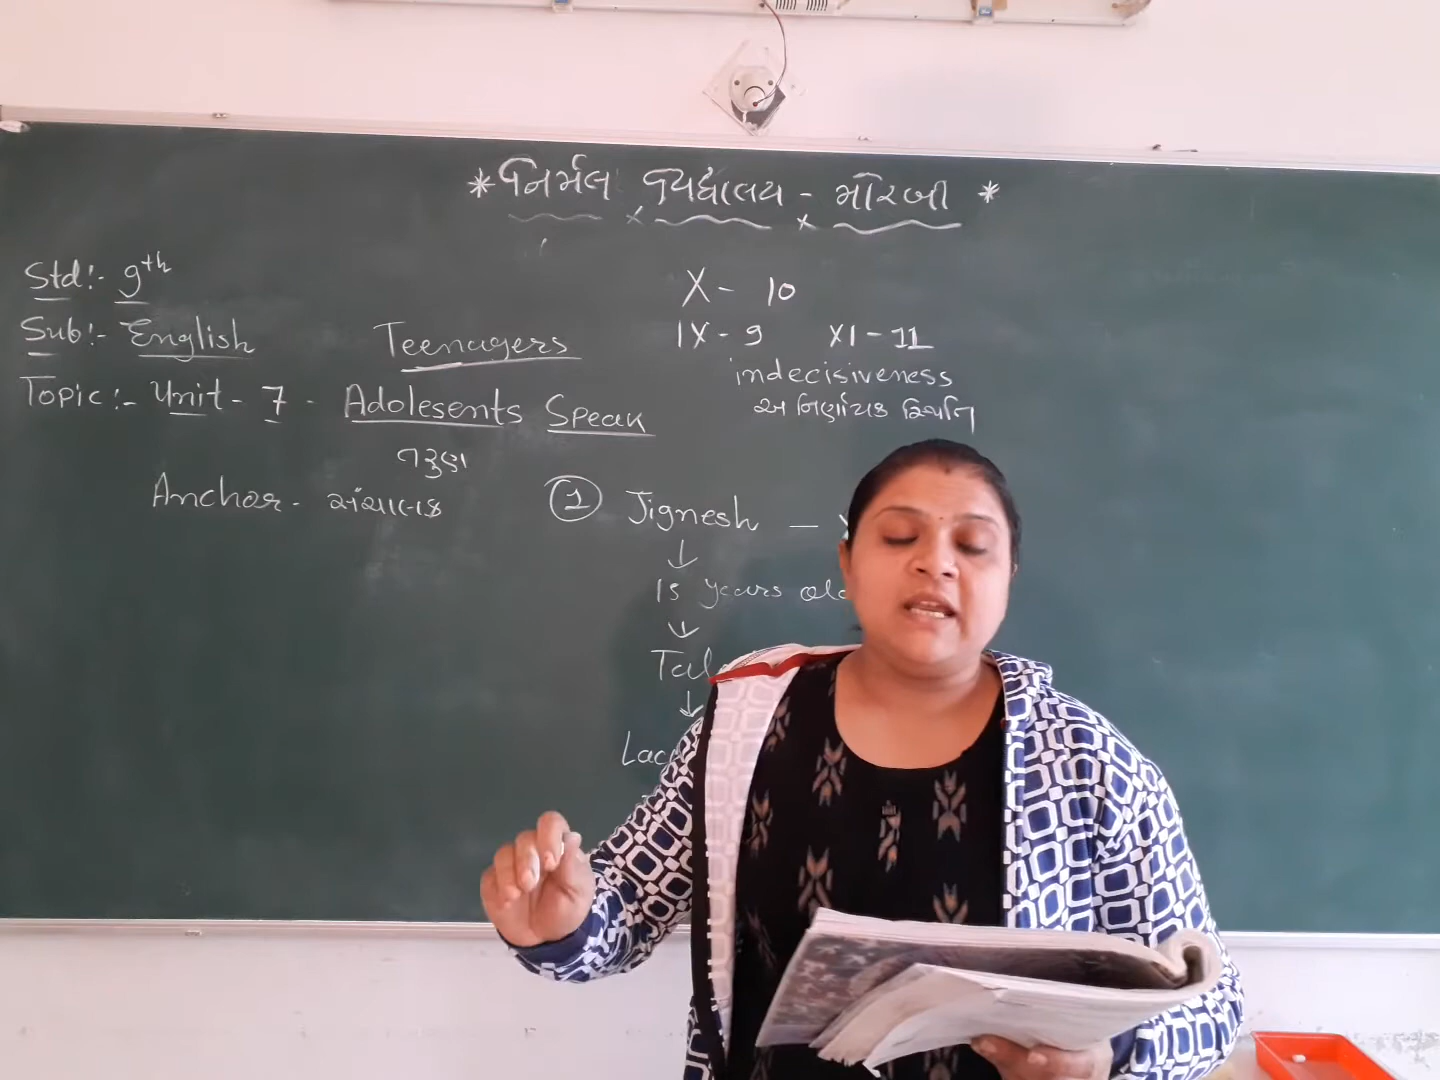 * નિર્મલ વિદ્યાલય - મોરબી *
Std:- 9th
Sub:- English
Teenagers
Topic:- Unit - 7 - Adolesents Speak
તરુણ
Anchor - સંચાલક
X - 10
IX - 9 XI - 11
indecisiveness
અ નિર્ણાયક સ્થિતિ
1 Jignesh -
15 years old